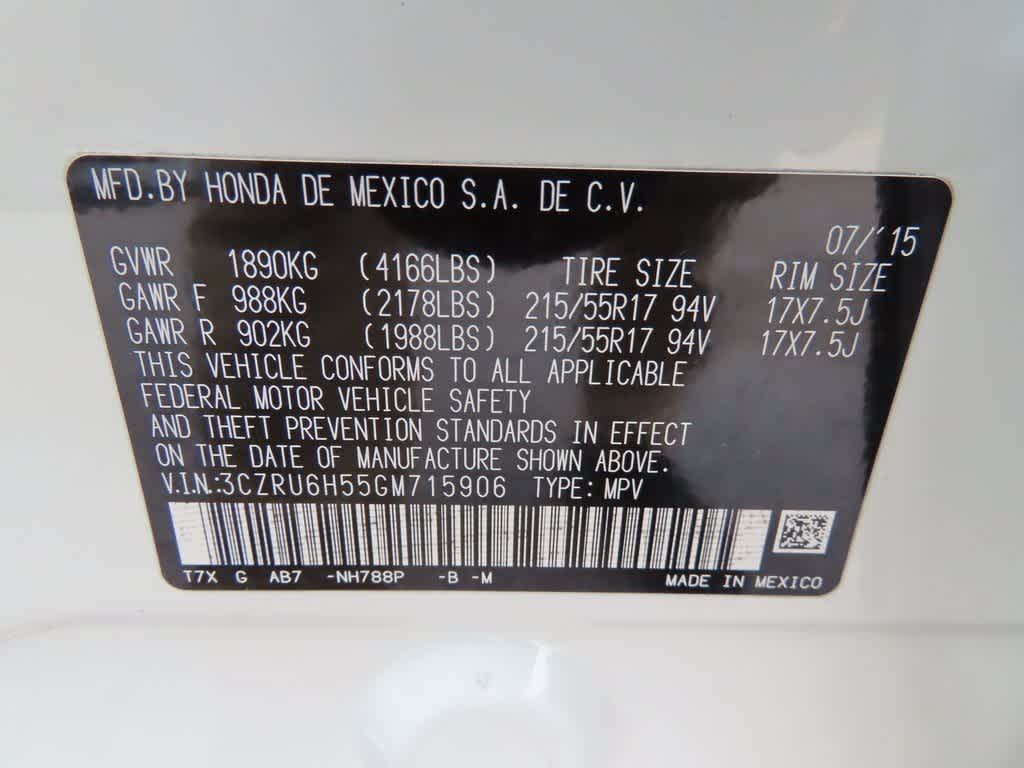 MFD.BY HONDA DE MEXICO S.A. DE C.V.
07/'15
GVWR 1890KG (4166LBS) TIRE SIZE RIM SIZE
GAWR F 988KG (2178LBS) 215/55R17 94V 17X7.5J
GAWR R 902KG (1988LBS) 215/55R17 94V 17X7.5J
THIS VEHICLE CONFORMS TO ALL APPLICABLE
FEDERAL MOTOR VEHICLE SAFETY
AND THEFT PREVENTION STANDARDS IN EFFECT
ON THE DATE OF MANUFACTURE SHOWN ABOVE.
V.I.N.:3CZRU6H55GM715906 TYPE: MPV
T7X G AB7 -NH788P -B -M MADE IN MEXICO